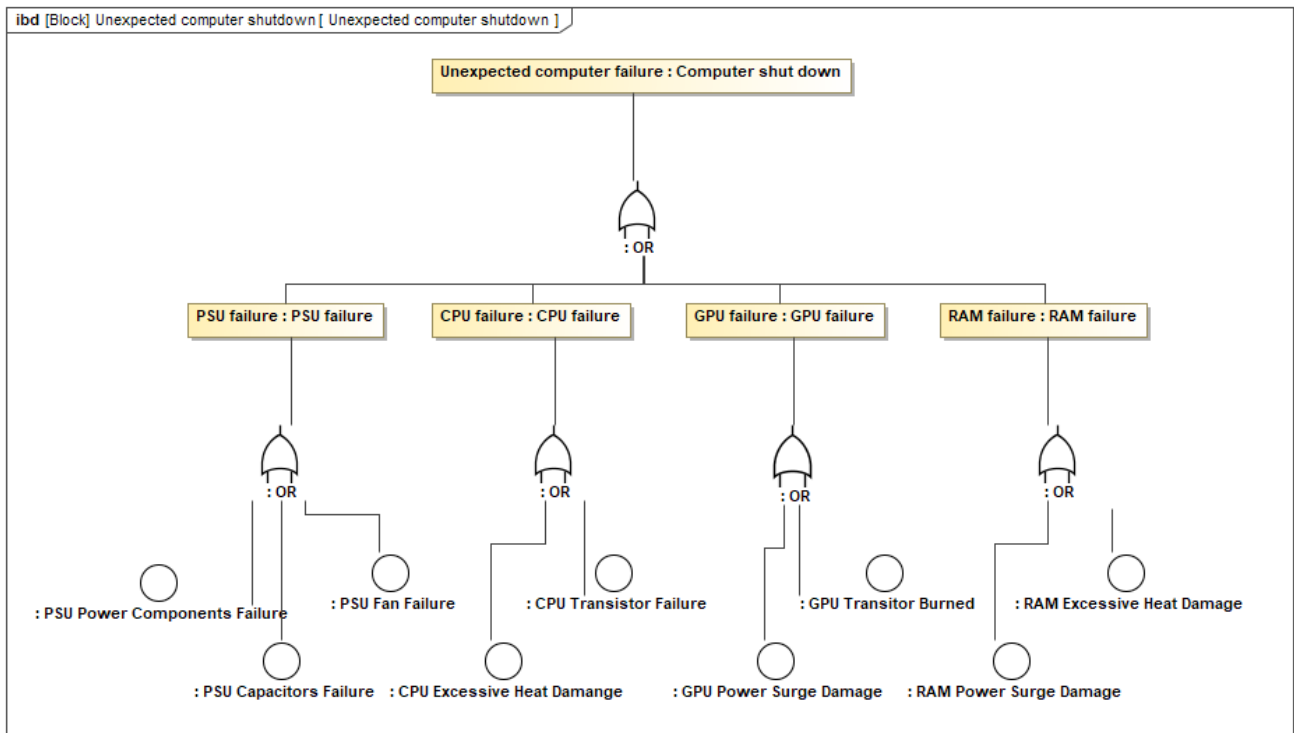 ibd [Block] Unexpected computer shutdown [ Unexpected computer shutdown ]
Unexpected computer failure : Computer shut down
: OR
PSU failure : PSU failure
CPU failure : CPU failure
GPU failure : GPU failure
RAM failure : RAM failure
: OR
: OR
: OR
: OR
: PSU Power Components Failure
: PSU Fan Failure
: CPU Transistor Failure
: GPU Transitor Burned
: RAM Excessive Heat Damage
: PSU Capacitors Failure
: CPU Excessive Heat Damange
: GPU Power Surge Damage
: RAM Power Surge Damage